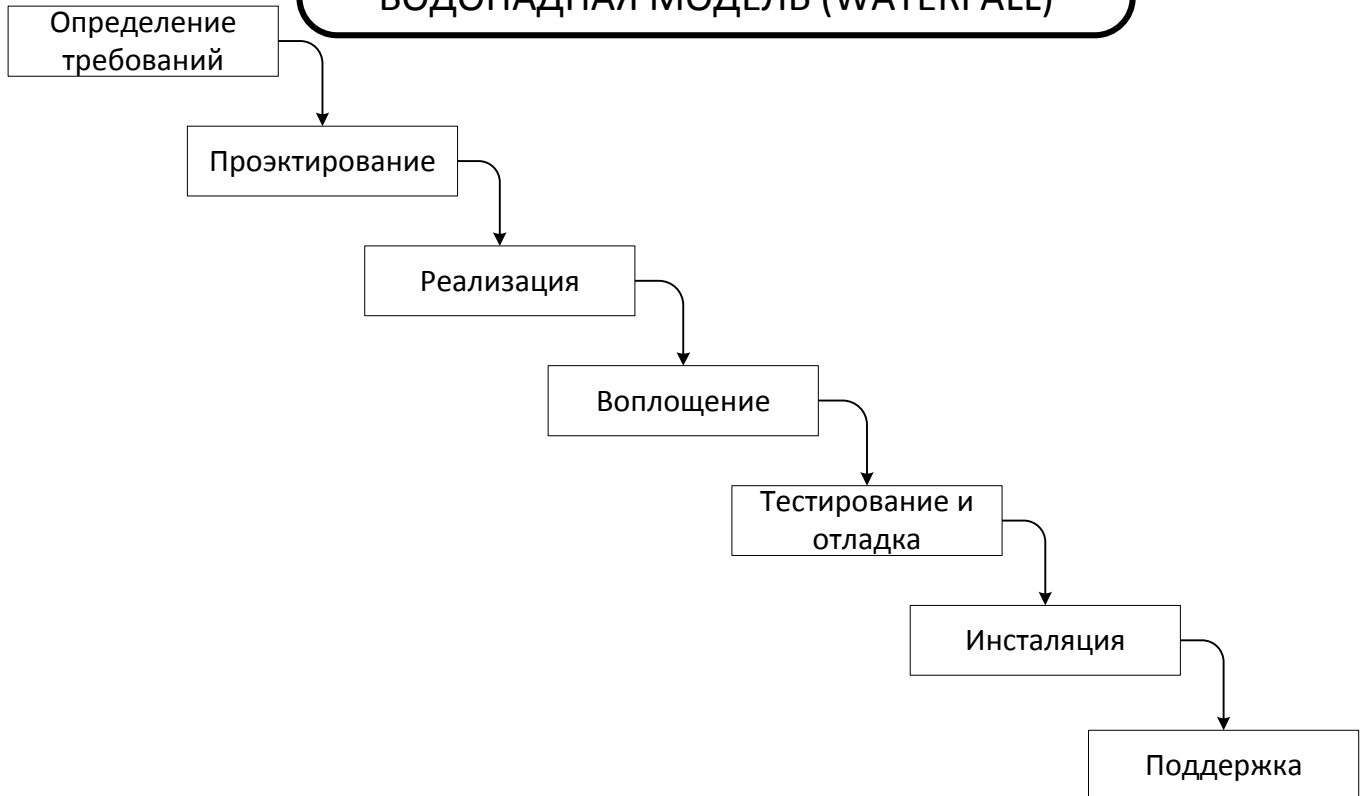 ВОДОПАДНАЯ МОДЕЛЬ (WATERFALL)
Определение
требований
Проэктирование
Реализация
Воплощение
Тестирование и
отладка
Инсталяция
Поддержка